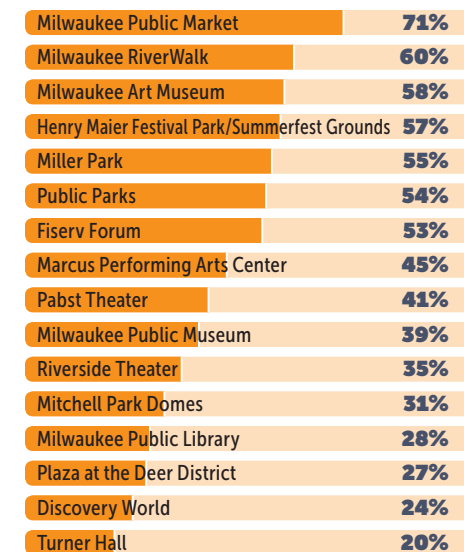 Milwaukee Public Market 71%
Milwaukee RiverWalk 60%
Milwaukee Art Museum 58%
Henry Maier Festival Park/Summerfest Grounds 57%
Miller Park 55%
Public Parks 54%
Fiserv Forum 53%
Marcus Performing Arts Center 45%
Pabst Theater 41%
Milwaukee Public Museum 39%
Riverside Theater 35%
Mitchell Park Domes 31%
Milwaukee Public Library 28%
Plaza at the Deer District 27%
Discovery World 24%
Turner Hall 20%